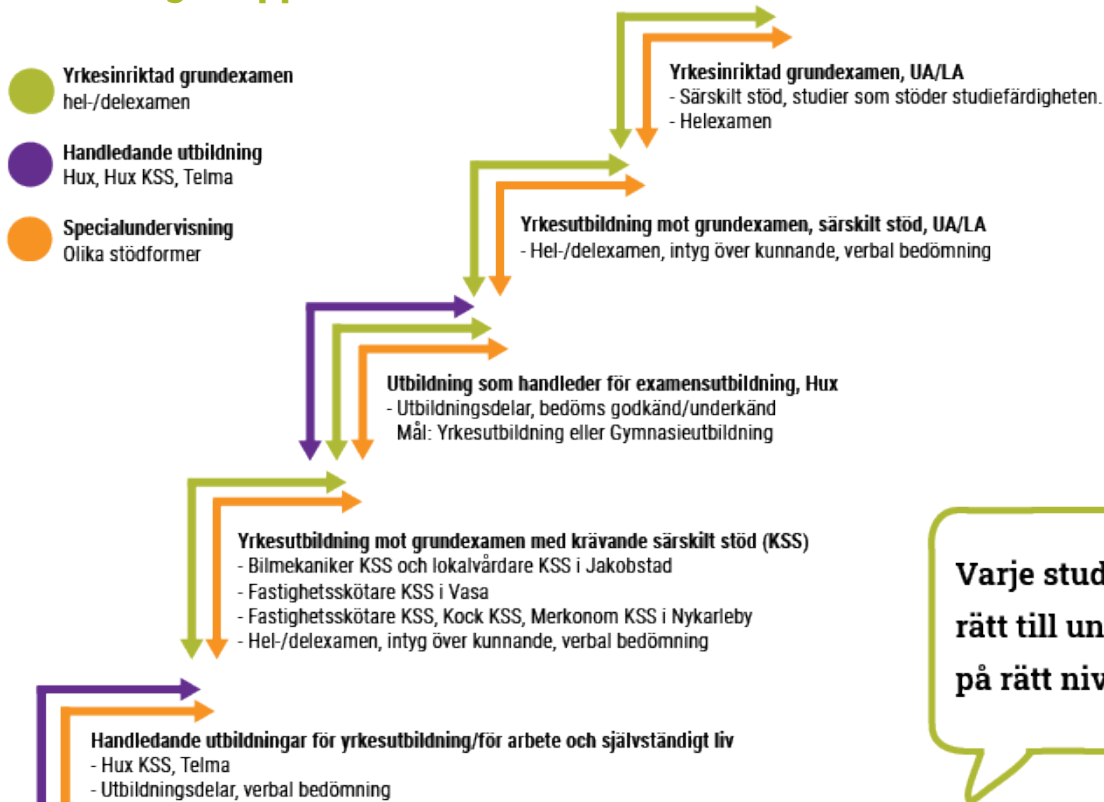 Yrkesinriktad grundexamen
hel-/delexamen
Handledande utbildning
Hux, Hux KSS, Telma
Specialundervisning
Olika stödformer
Yrkesinriktad grundexamen, UA/LA
- Särskilt stöd, studier som stöder studiefärdigheten.
- Helexamen
Yrkesutbildning mot grundexamen, särskilt stöd, UA/LA
- Hel-/delexamen, intyg över kunnande, verbal bedömning
Utbildning som handleder för examensutbildning, Hux
- Utbildningsdelar, bedöms godkänd/underkänd
Mål: Yrkesutbildning eller Gymnasieutbildning
Yrkesutbildning mot grundexamen med krävande särskilt stöd (KSS)
- Bilmekaniker KSS och lokalvårdare KSS i Jakobstad
- Fastighetsskötare KSS i Vasa
- Fastighetsskötare KSS, Kock KSS, Merkonom KSS i Nykarleby
- Hel-/delexamen, intyg över kunnande, verbal bedömning
Handledande utbildningar för yrkesutbildning/för arbete och självständigt liv
- Hux KSS, Telma
- Utbildningsdelar, verbal bedömning
Varje stud
rätt till un
på rätt niv